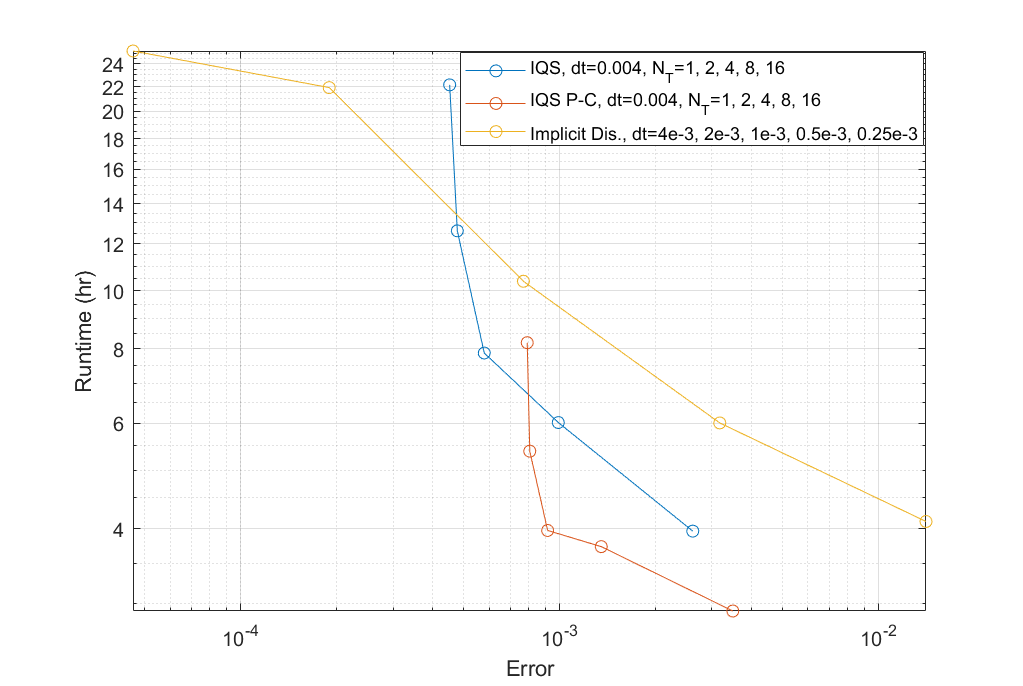 IQS, dt=0.004, N_T=1, 2, 4, 8, 16
IQS P-C, dt=0.004, N_T=1, 2, 4, 8, 16
Implicit Dis., dt=4e-3, 2e-3, 1e-3, 0.5e-3, 0.25e-3
24
22
20
18
16
14
12
10
8
6
4
Runtime (hr)
10^-4 10^-3 10^-2
Error